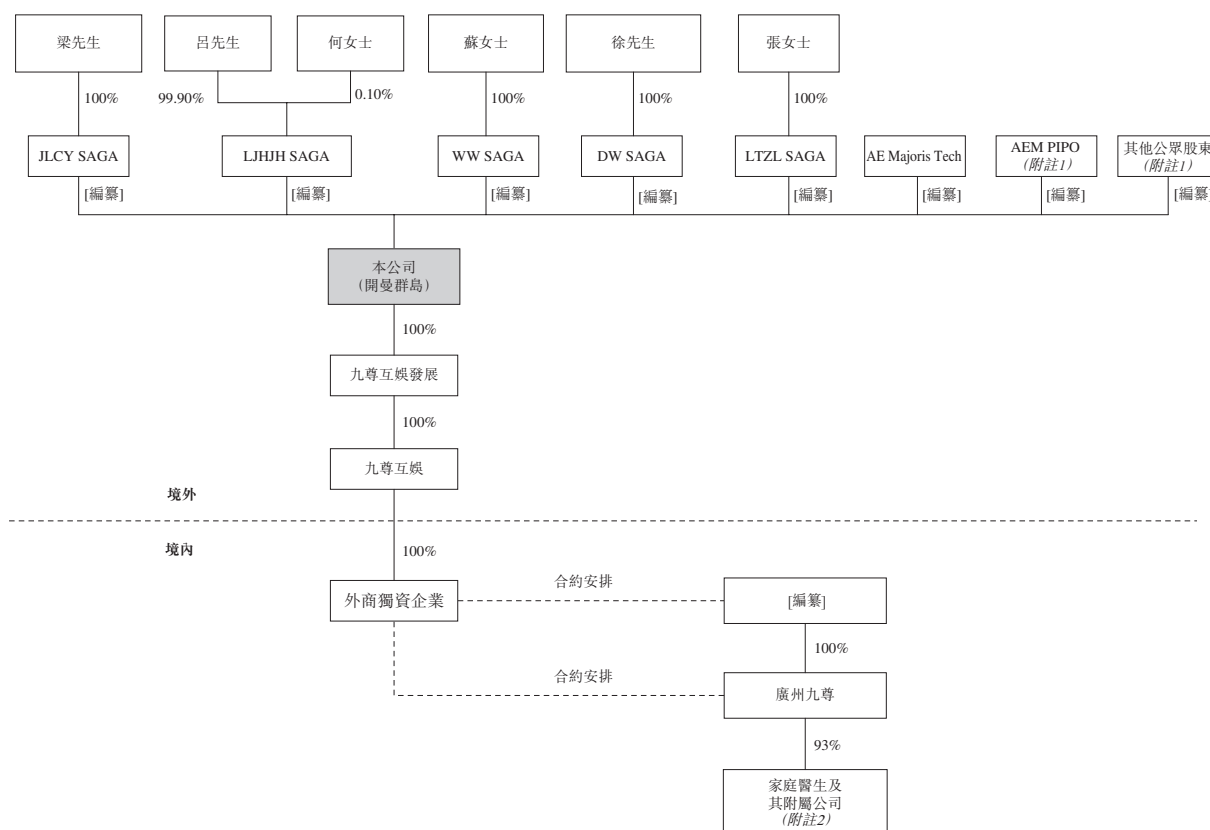 梁先生
呂先生
何女士
蘇女士
徐先生
張女士
100%
99.90%
0.10%
100%
100%
100%
JLCY SAGA
LJHJH SAGA
WW SAGA
DW SAGA
LTZL SAGA
AE Majoris Tech
AEM PIPO
(附註1)
其他公眾股東
(附註1)
[編纂]
[編纂]
[編纂]
[編纂]
[編纂]
[編纂]
[編纂]
[編纂]
本公司
(開曼群島)
100%
九尊互娛發展
100%
九尊互娛
境外
境內
100%
外商獨資企業
合約安排
[編纂]
100%
合約安排
廣州九尊
93%
家庭醫生及
其附屬公司
(附註2)